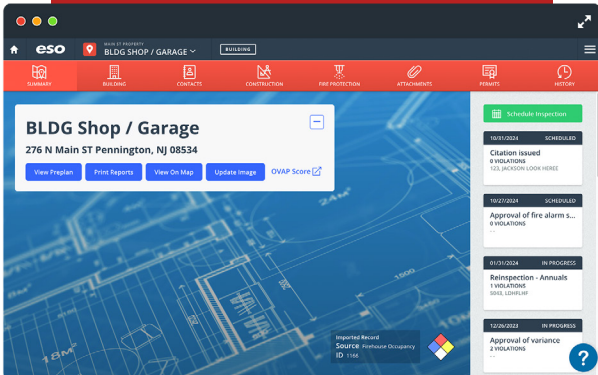 eso
MAIN ST PROPERTY
BLDG SHOP / GARAGE
BUILDING
SUMMARY
BUILDING
CONTACTS
CONSTRUCTION
FIRE PROTECTION
ATTACHMENTS
PERMITS
HISTORY
BLDG Shop / Garage
276 N Main ST Pennington, NJ 08534
View Preplan
Print Reports
View On Map
Update Image
OVAP Score
24M²
1500
18M²
Imported Record
Source Firehouse Occupancy
ID 1166
Schedule Inspection
10/31/2024 SCHEDULED
Citation issued
0 VIOLATIONS
123, JACKSON LOOK HEREE
10/27/2024 SCHEDULED
Approval of fire alarm s...
0 VIOLATIONS
- -
01/31/2024 IN PROGRESS
Reinspection - Annuals
1 VIOLATIONS
5043, LDHFLHF
12/26/2023 IN PROGRESS
Approval of variance
2 VIOLATIONS
- -
?